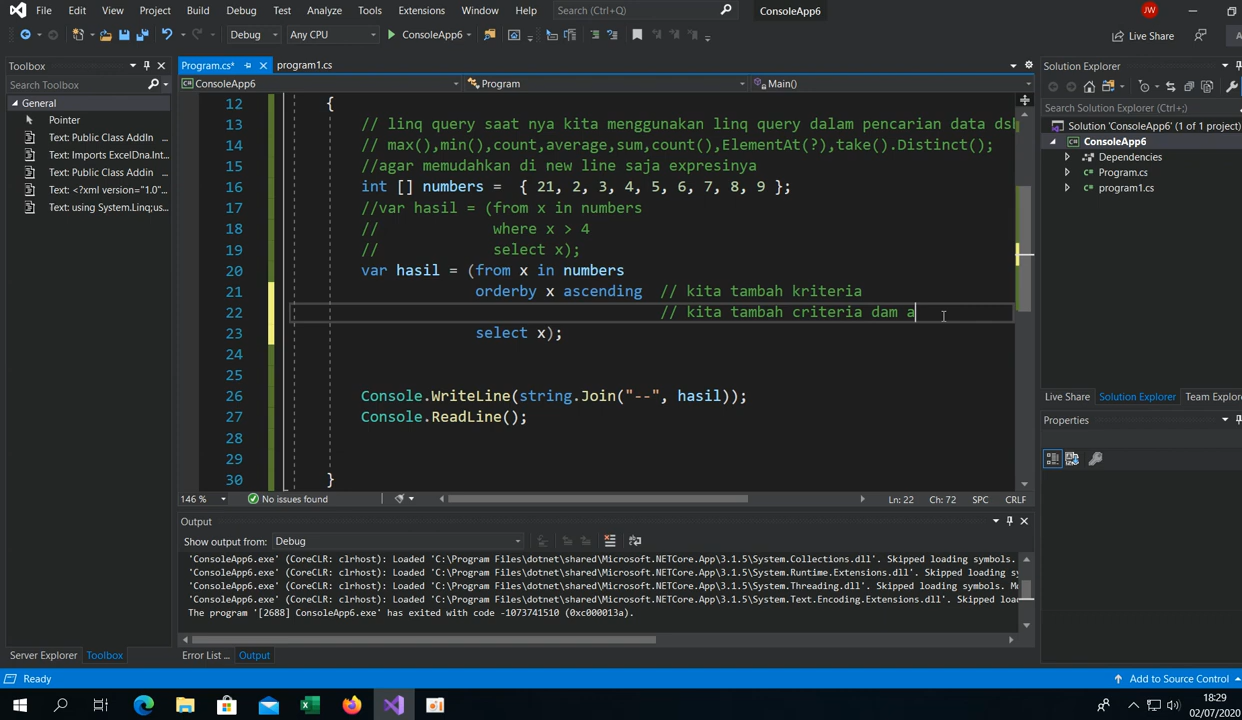 File Edit View Project Build Debug Test Analyze Tools Extensions Window Help Search (Ctrl+Q) ConsoleApp6 JW
Debug Any CPU ConsoleApp6 Live Share
Toolbox
Search Toolbox
General
Pointer
Text: Public Class AddIn
Text: Imports ExcelDna.Int...
Text: Public Class AddIn
Text: <?xml version="1.0"...
Text: using System.Linq;us...
Server Explorer Toolbox
Program.cs* program1.cs
ConsoleApp6 Program Main()
12 {
13 // linq query saat nya kita menggunakan linq query dalam pencarian data dsb
14 // max(),min(),count,average,sum,count(),ElementAt(?),take().Distinct();
15 //agar memudahkan di new line saja expresinya
16 int [] numbers = { 21, 2, 3, 4, 5, 6, 7, 8, 9 };
17 //var hasil = (from x in numbers
18 // where x > 4
19 // select x);
20 var hasil = (from x in numbers
21 orderby x ascending // kita tambah kriteria
22 // kita tambah criteria dam a
23 select x);
24
25
26 Console.WriteLine(string.Join("--", hasil));
27 Console.ReadLine();
28
29
30 }
146 % No issues found Ln: 22 Ch: 72 SPC CRLF
Output
Show output from: Debug
'ConsoleApp6.exe' (CoreCLR: clrhost): Loaded 'C:\Program Files\dotnet\shared\Microsoft.NETCore.App\3.1.5\System.Collections.dll'. Skipped loading symbols.
'ConsoleApp6.exe' (CoreCLR: clrhost): Loaded 'C:\Program Files\dotnet\shared\Microsoft.NETCore.App\3.1.5\System.Runtime.Extensions.dll'. Skipped loading
'ConsoleApp6.exe' (CoreCLR: clrhost): Loaded 'C:\Program Files\dotnet\shared\Microsoft.NETCore.App\3.1.5\System.Threading.dll'. Skipped loading symbols.
'ConsoleApp6.exe' (CoreCLR: clrhost): Loaded 'C:\Program Files\dotnet\shared\Microsoft.NETCore.App\3.1.5\System.Text.Encoding.Extensions.dll'. Skipped
The program '[2688] ConsoleApp6.exe' has exited with code -1073741510 (0xc000013a).
Error List ... Output
Solution Explorer
Search Solution Explorer (Ctrl+;)
Solution 'ConsoleApp6' (1 of 1 project)
ConsoleApp6
Dependencies
Program.cs
program1.cs
Live Share Solution Explorer Team Explor
Properties
Ready Add to Source Control
18:29
02/07/2020